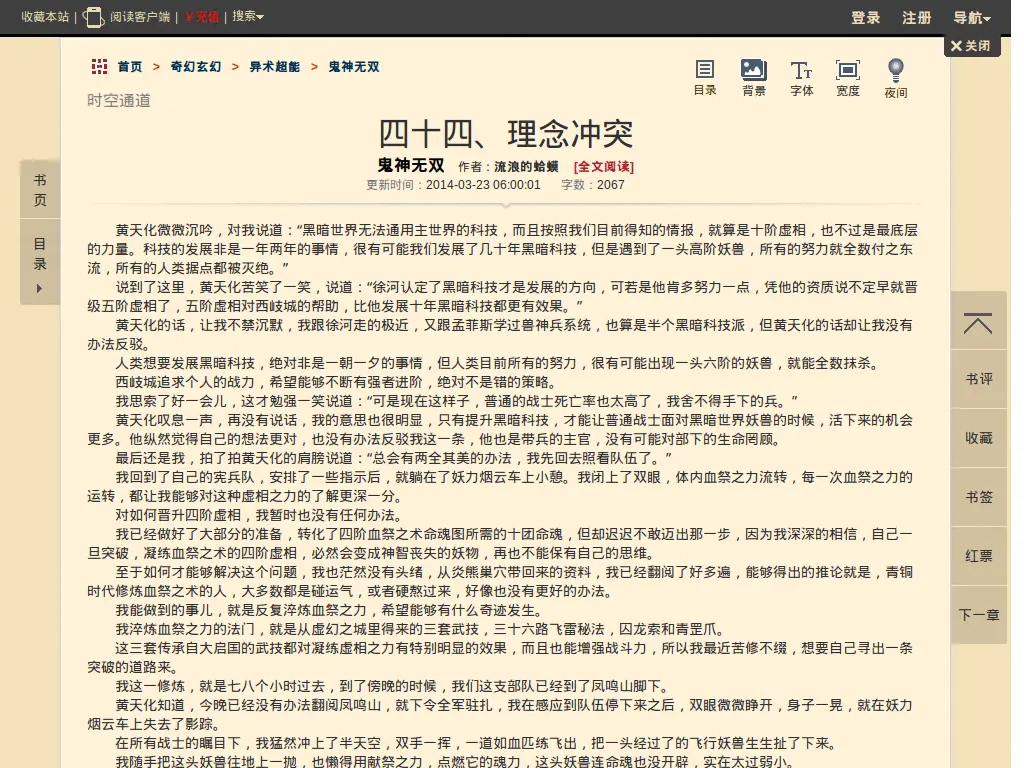 收藏本站 | 阅读客户端 | ￥充值 | 搜索 登录 注册 导航
关闭
首页 > 奇幻玄幻 > 异术超能 > 鬼神无双
目录 背景 字体 宽度 夜间
时空通道
四十四、理念冲突
鬼神无双 作者：流浪的蛤蟆 [全文阅读]
更新时间：2014-03-23 06:00:01 字数：2067
书页
目录
黄天化微微沉吟，对我说道：“黑暗世界无法通用主世界的科技，而且按照我们目前得知的情报，就算是十阶虚相，也不过是最底层
的力量。科技的发展非是一年两年的事情，很有可能我们发展了几十年黑暗科技，但是遇到了一头高阶妖兽，所有的努力就全数付之东
流，所有的人类据点都被灭绝。”
说到了这里，黄天化苦笑了一笑，说道：“徐河认定了黑暗科技才是发展的方向，可若是他肯多努力一点，凭他的资质说不定早就晋
级五阶虚相了，五阶虚相对西岐城的帮助，比他发展十年黑暗科技都更有效果。”
黄天化的话，让我不禁沉默，我跟徐河走的极近，又跟孟菲斯学过兽神兵系统，也算是半个黑暗科技派，但黄天化的话却让我没有
办法反驳。
人类想要发展黑暗科技，绝对非是一朝一夕的事情，但人类目前所有的努力，很有可能出现一头六阶的妖兽，就能全数抹杀。
西岐城追求个人的战力，希望能够不断有强者进阶，绝对不是错的策略。
我思索了好一会儿，这才勉强一笑说道：“可是现在这样子，普通的战士死亡率也太高了，我舍不得手下的兵。”
黄天化叹息一声，再没有说话，我的意思也很明显，只有提升黑暗科技，才能让普通战士面对黑暗世界妖兽的时候，活下来的机会
更多。他纵然觉得自己的想法更对，也没有办法反驳我这一条，他也是带兵的主官，没有可能对部下的生命罔顾。
最后还是我，拍了拍黄天化的肩膀说道：“总会有两全其美的办法，我先回去照看队伍了。”
我回到了自己的宪兵队，安排了一些指示后，就躺在了妖力烟云车上小憩。我闭上了双眼，体内血祭之力流转，每一次血祭之力的
运转，都让我能够对这种虚相之力的了解更深一分。
对如何晋升四阶虚相，我暂时也没有任何办法。
我已经做好了大部分的准备，转化了四阶血祭之术命魂图所需的十团命魂，但却迟迟不敢迈出那一步，因为我深深的相信，自己一
旦突破，凝练血祭之术的四阶虚相，必然会变成神智丧失的妖物，再也不能保有自己的思维。
至于如何才能够解决这个问题，我也茫然没有头绪，从炎熊巢穴带回来的资料，我已经翻阅了好多遍，能够得出的推论就是，青铜
时代修炼血祭之术的人，大多数都是碰运气，或者硬熬过来，好像也没有更好的办法。
我能做到的事儿，就是反复淬炼血祭之力，希望能够有什么奇迹发生。
我淬炼血祭之力的法门，就是从虚幻之城里得来的三套武技，三十六路飞雷秘法，囚龙索和青罡爪。
这三套传承自大启国的武技都对凝练虚相之力有特别明显的效果，而且也能增强战斗力，所以我最近苦修不缀，想要自己寻出一条
突破的道路来。
我这一修炼，就是七八个小时过去，到了傍晚的时候，我们这支部队已经到了凤鸣山脚下。
黄天化知道，今晚已经没有办法翻阅凤鸣山，就下令全军驻扎，我在感应到队伍停下来之后，双眼微微睁开，身子一晃，就在妖力
烟云车上失去了影踪。
在所有战士的瞩目下，我猛然冲上了半天空，双手一挥，一道如血匹练飞出，把一头经过了的飞行妖兽生生扯了下来。
我随手把这头妖兽往地上一抛，也懒得用献祭之力，点燃它的魂力，这头妖兽连命魂也没开辟，实在太过弱小。
书评
收藏
书签
红票
下一章